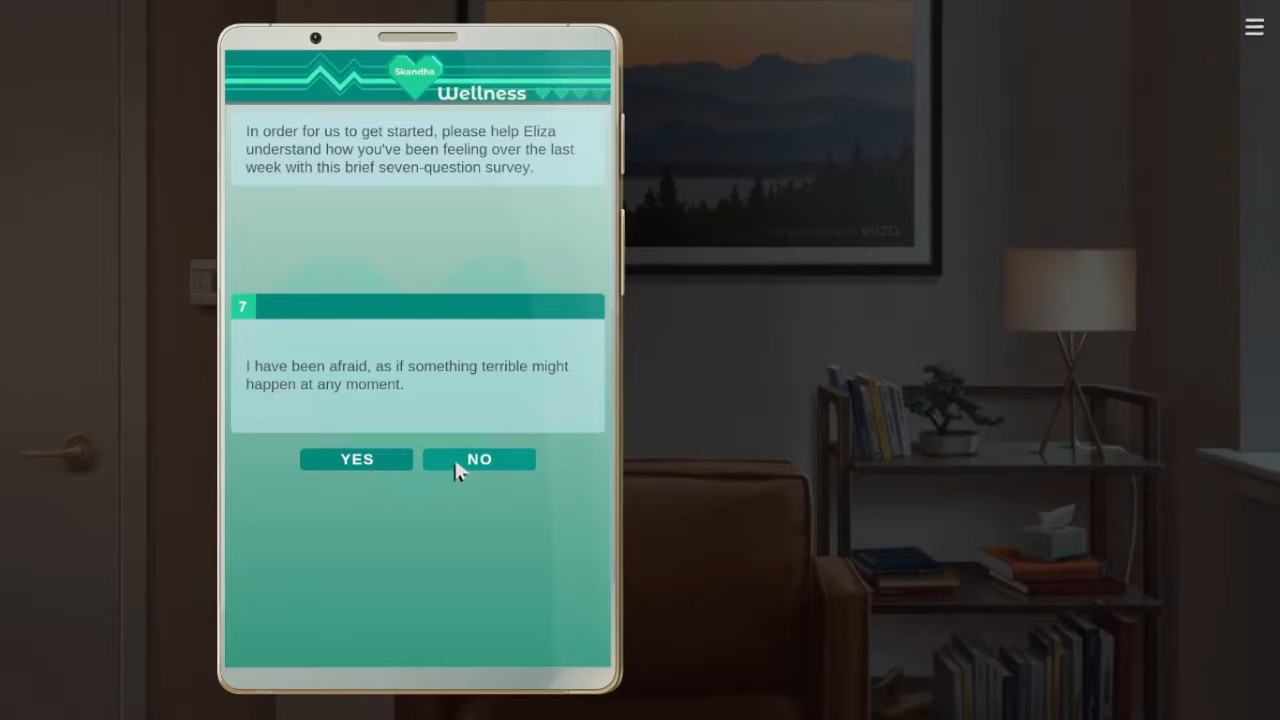 Skandha
Wellness
In order for us to get started, please help Eliza
understand how you've been feeling over the last
week with this brief seven-question survey.
eliza
7
I have been afraid, as if something terrible might
happen at any moment.
YES NO